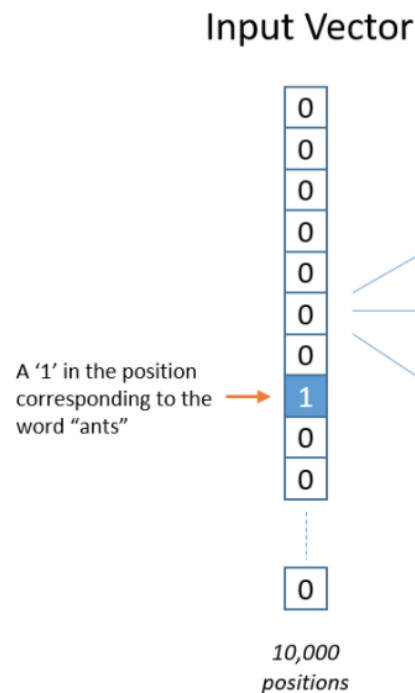 Input Vector
0
0
0
0
0
0
0
A ‘1’ in the position
corresponding to the
word “ants”
1
0
0
0
10,000
positions